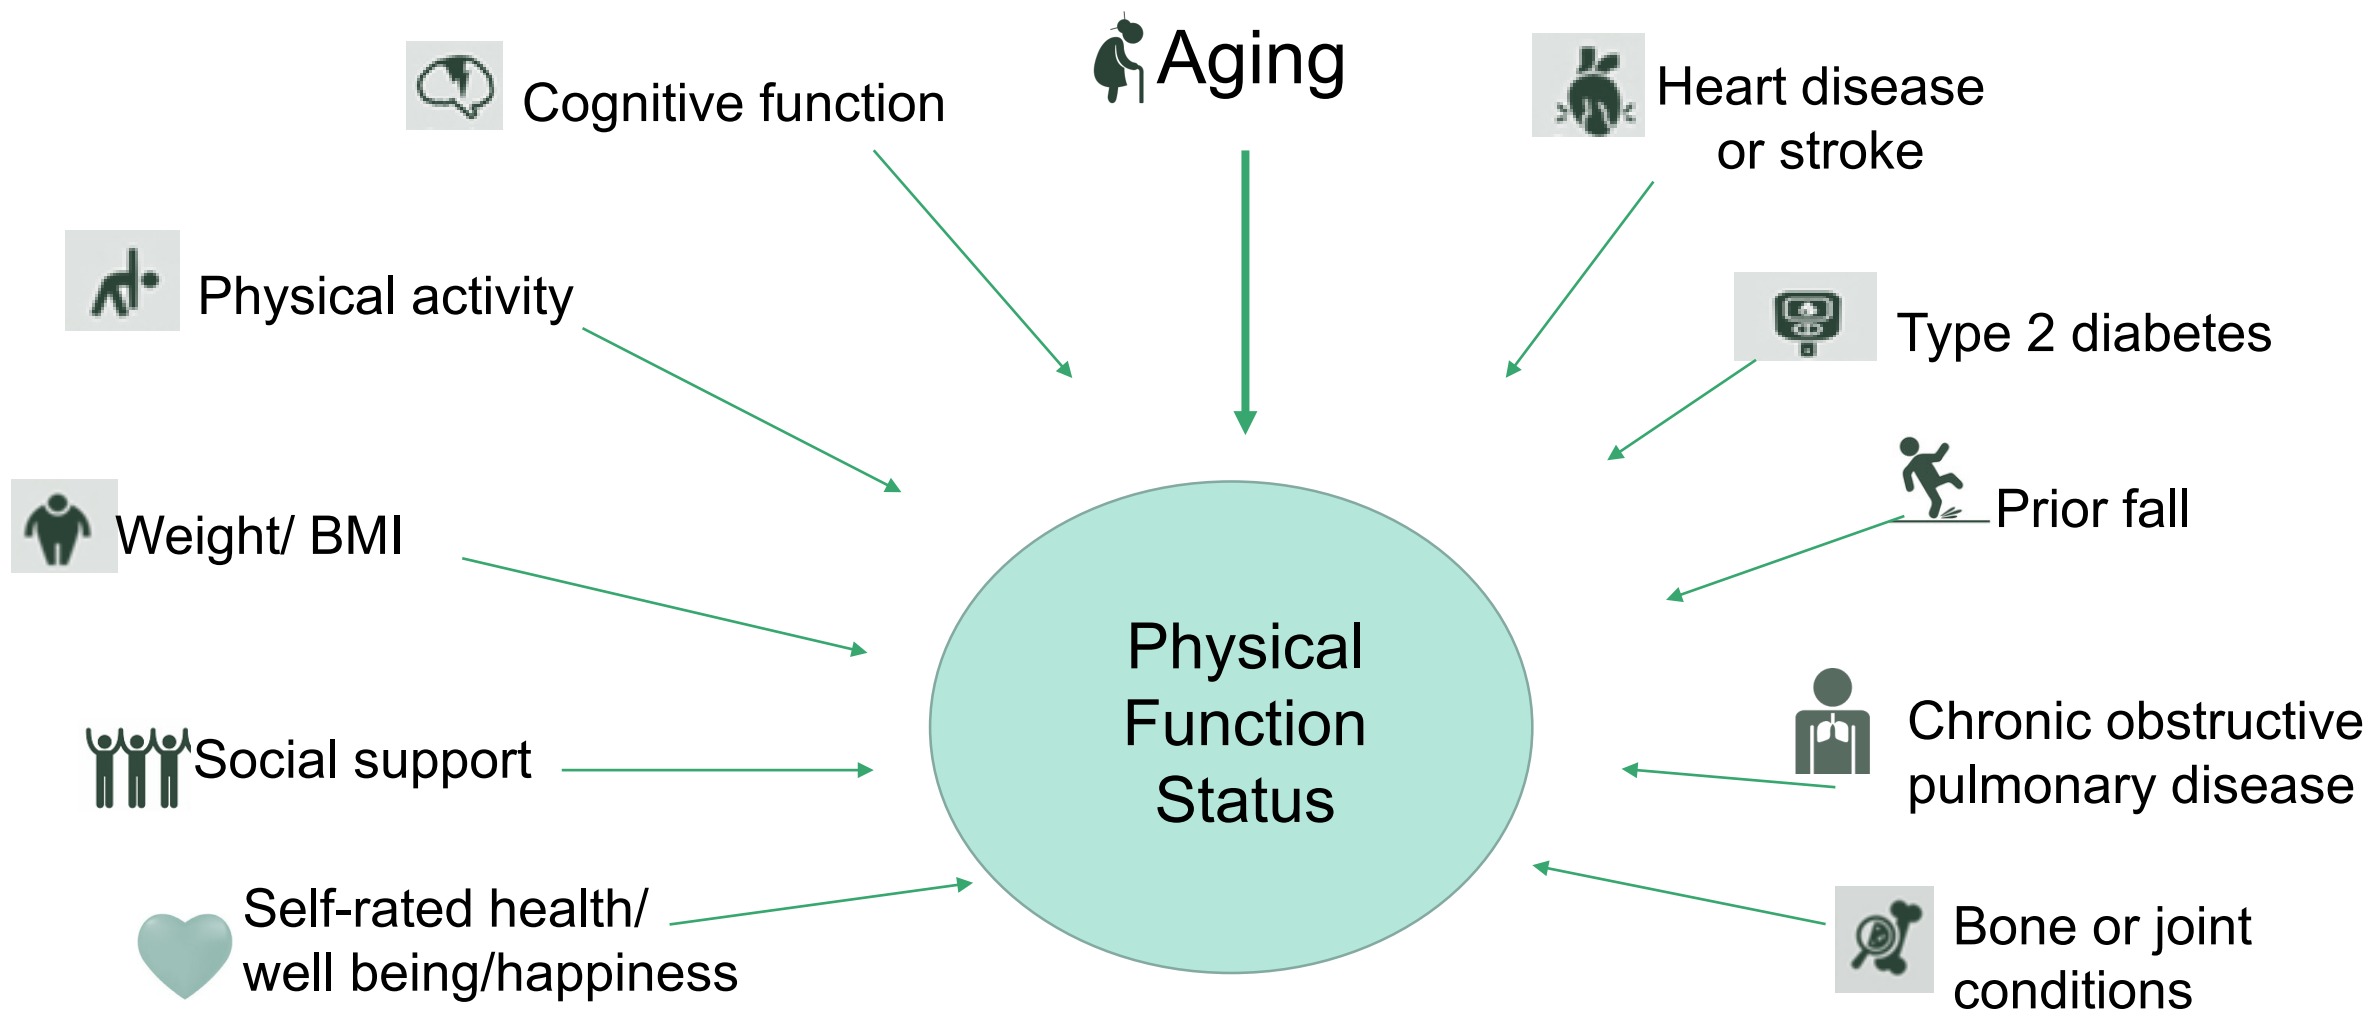 Aging
Cognitive function
Heart disease
or stroke
Physical activity
Type 2 diabetes
Weight/ BMI
Prior fall
Social support
Physical
Function
Status
Chronic obstructive
pulmonary disease
Self-rated health/
well being/happiness
Bone or joint
conditions